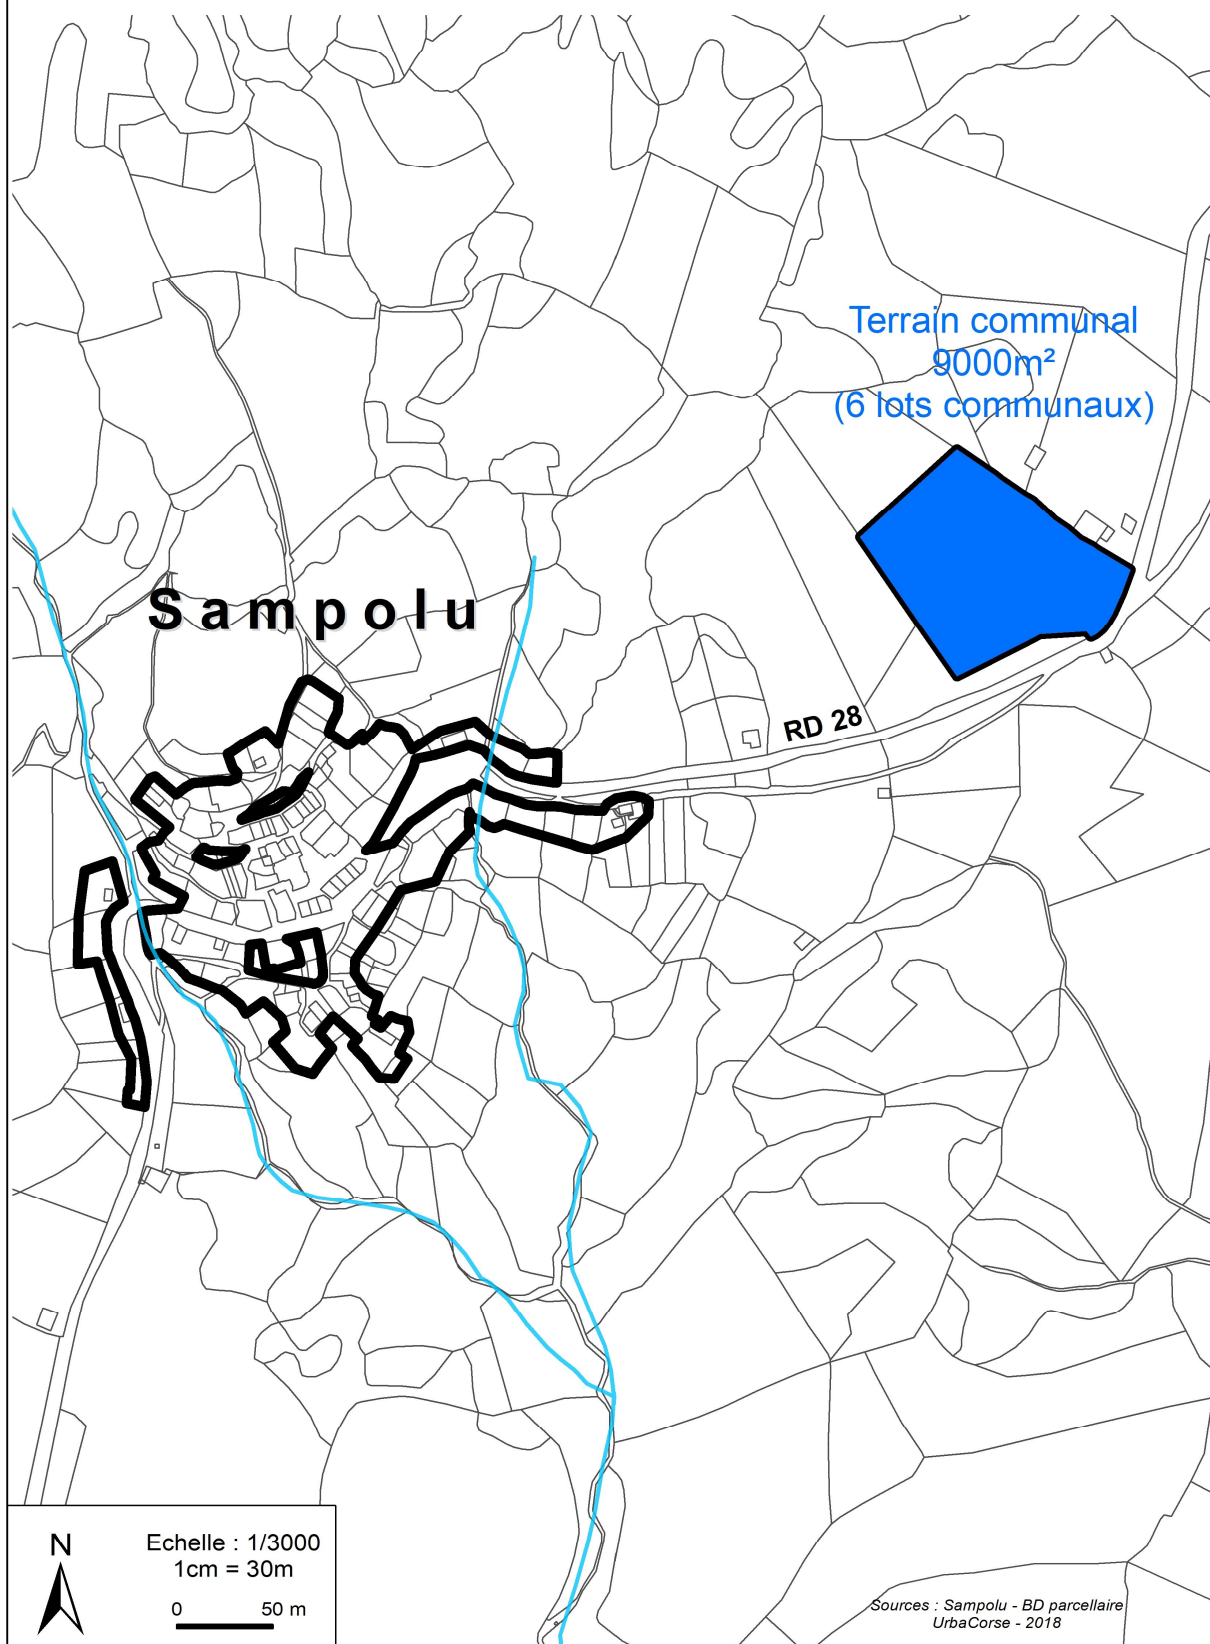 Terrain communal
9000m²
(6 lots communaux)
Sampolu
RD 28
N
Echelle : 1/3000
1cm = 30m
0 50 m
Sources : Sampolu - BD parcellaire
UrbaCorse - 2018